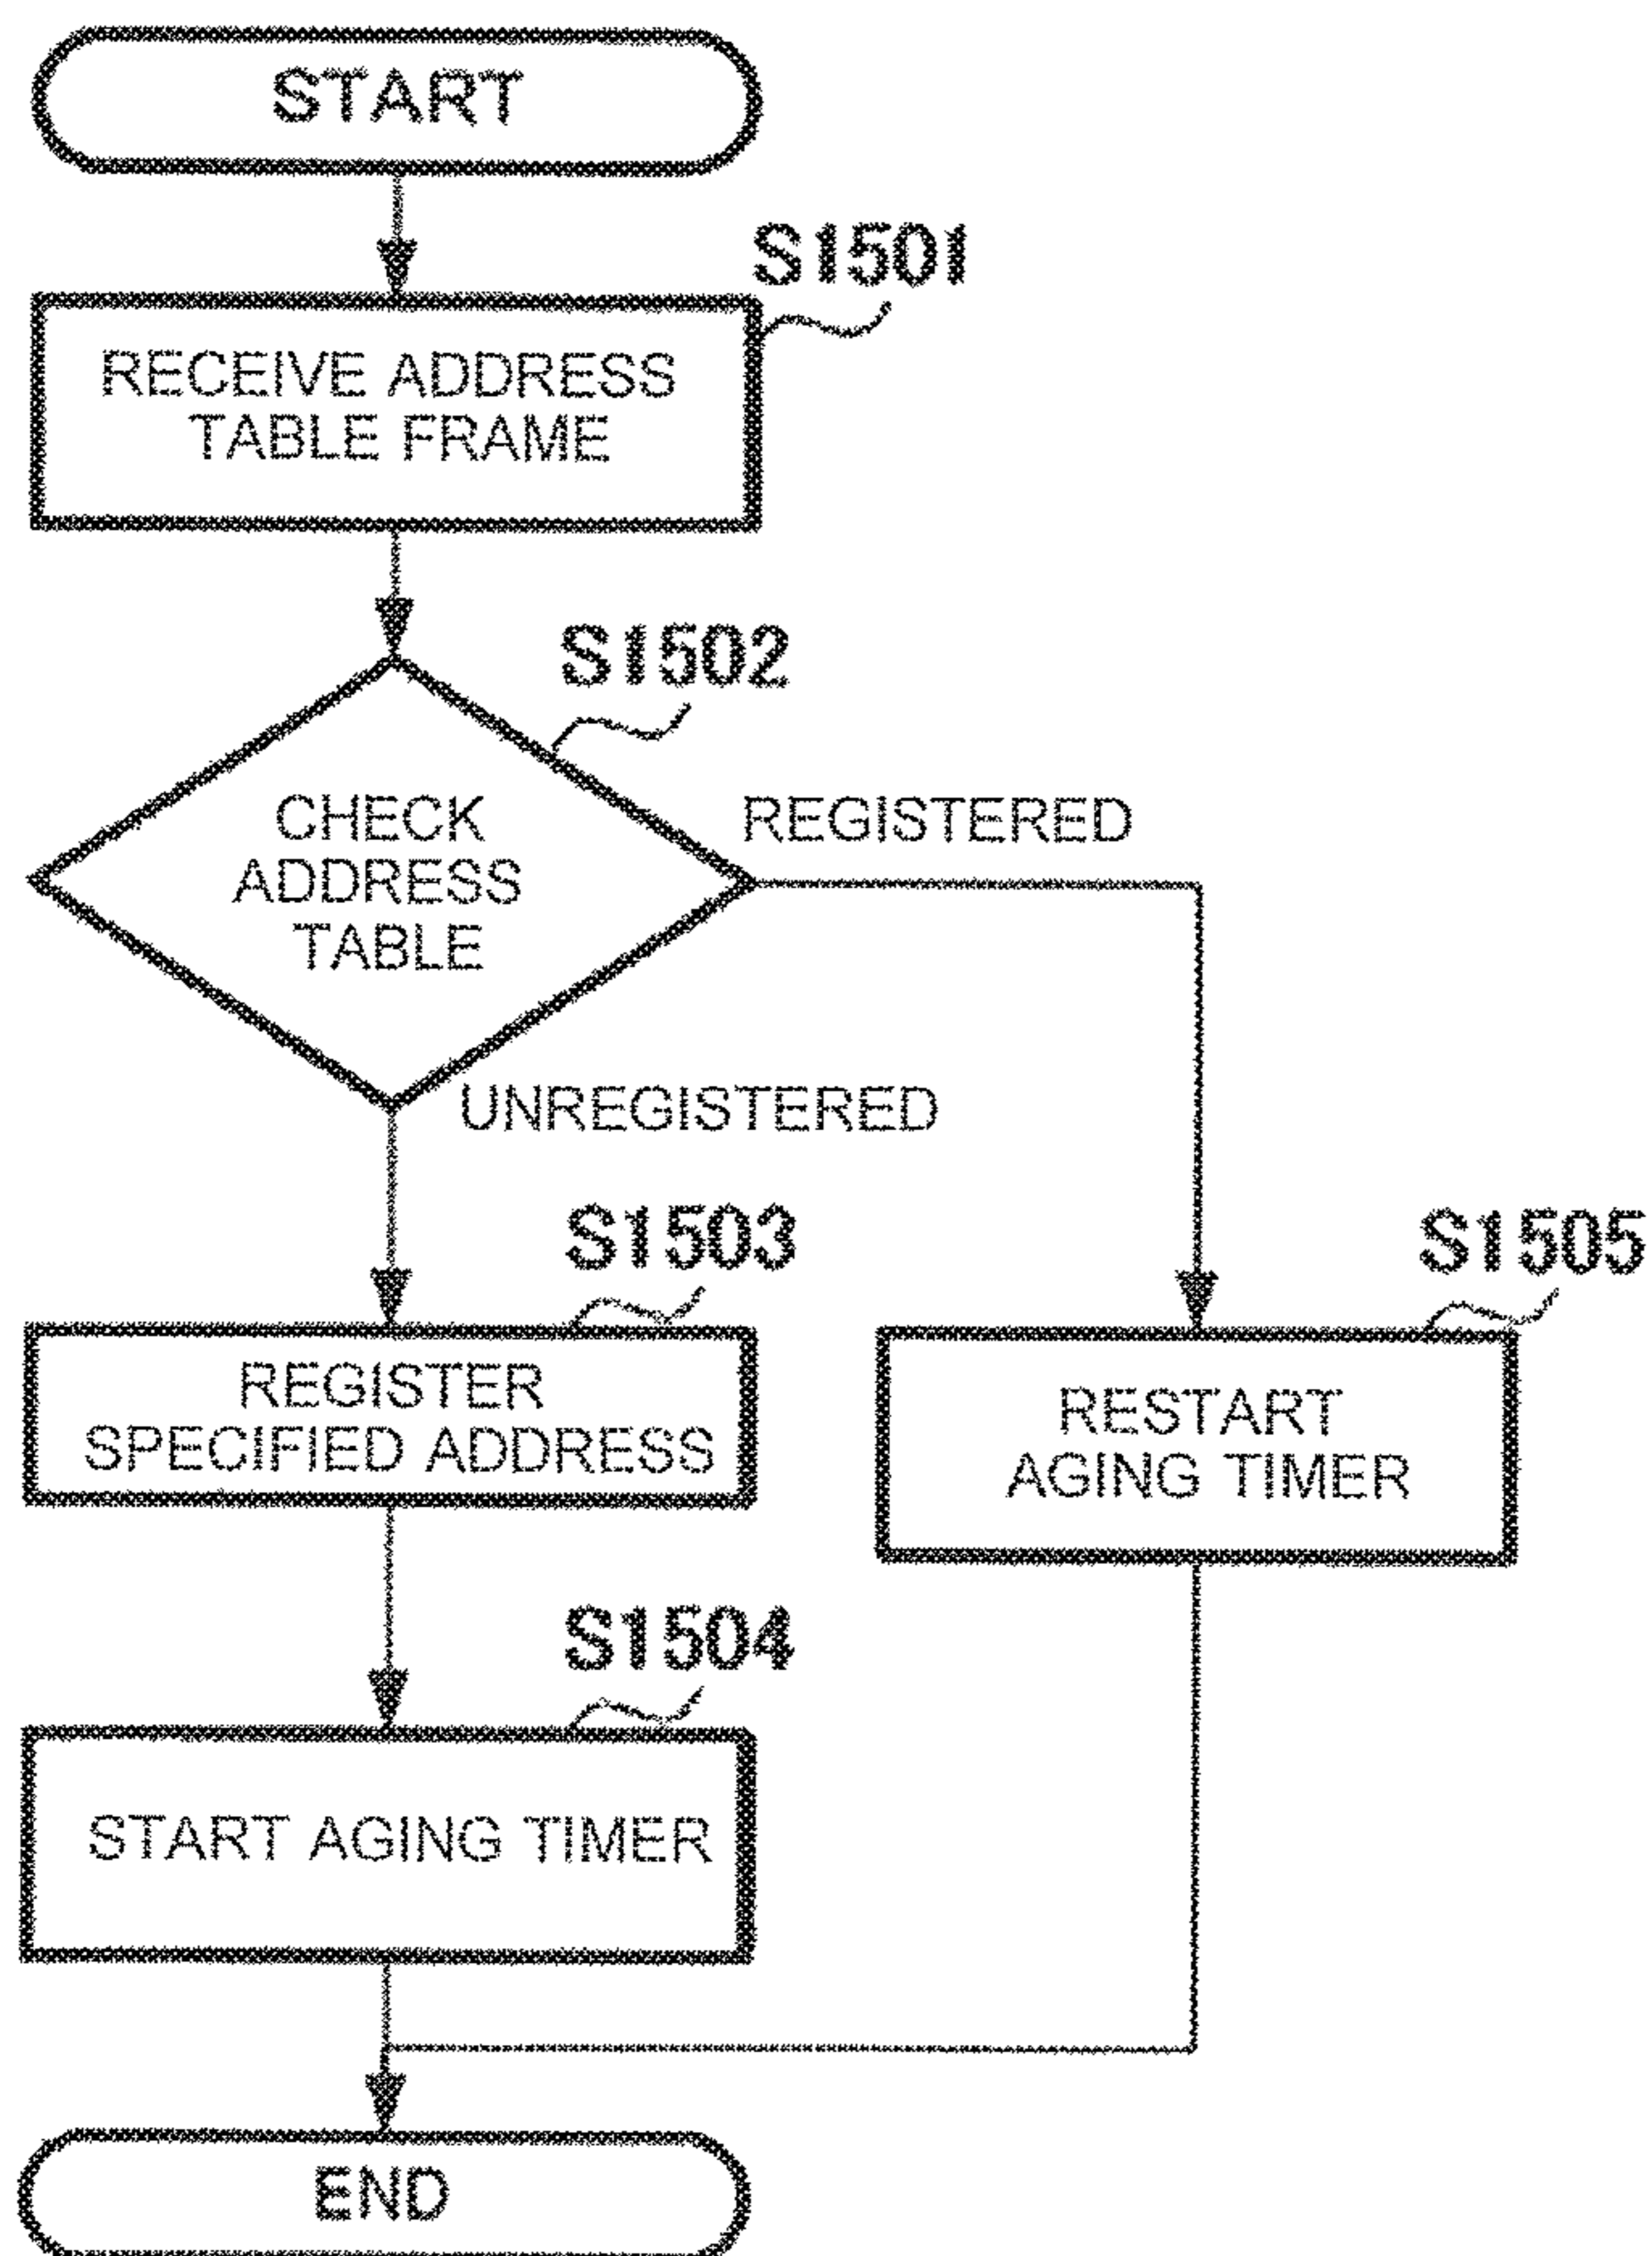 START
S1501
RECEIVE ADDRESS
TABLE FRAME
S1502
CHECK
ADDRESS
TABLE
REGISTERED
UNREGISTERED
S1503
REGISTER
SPECIFIED ADDRESS
S1505
RESTART
AGING TIMER
S1504
START AGING TIMER
END